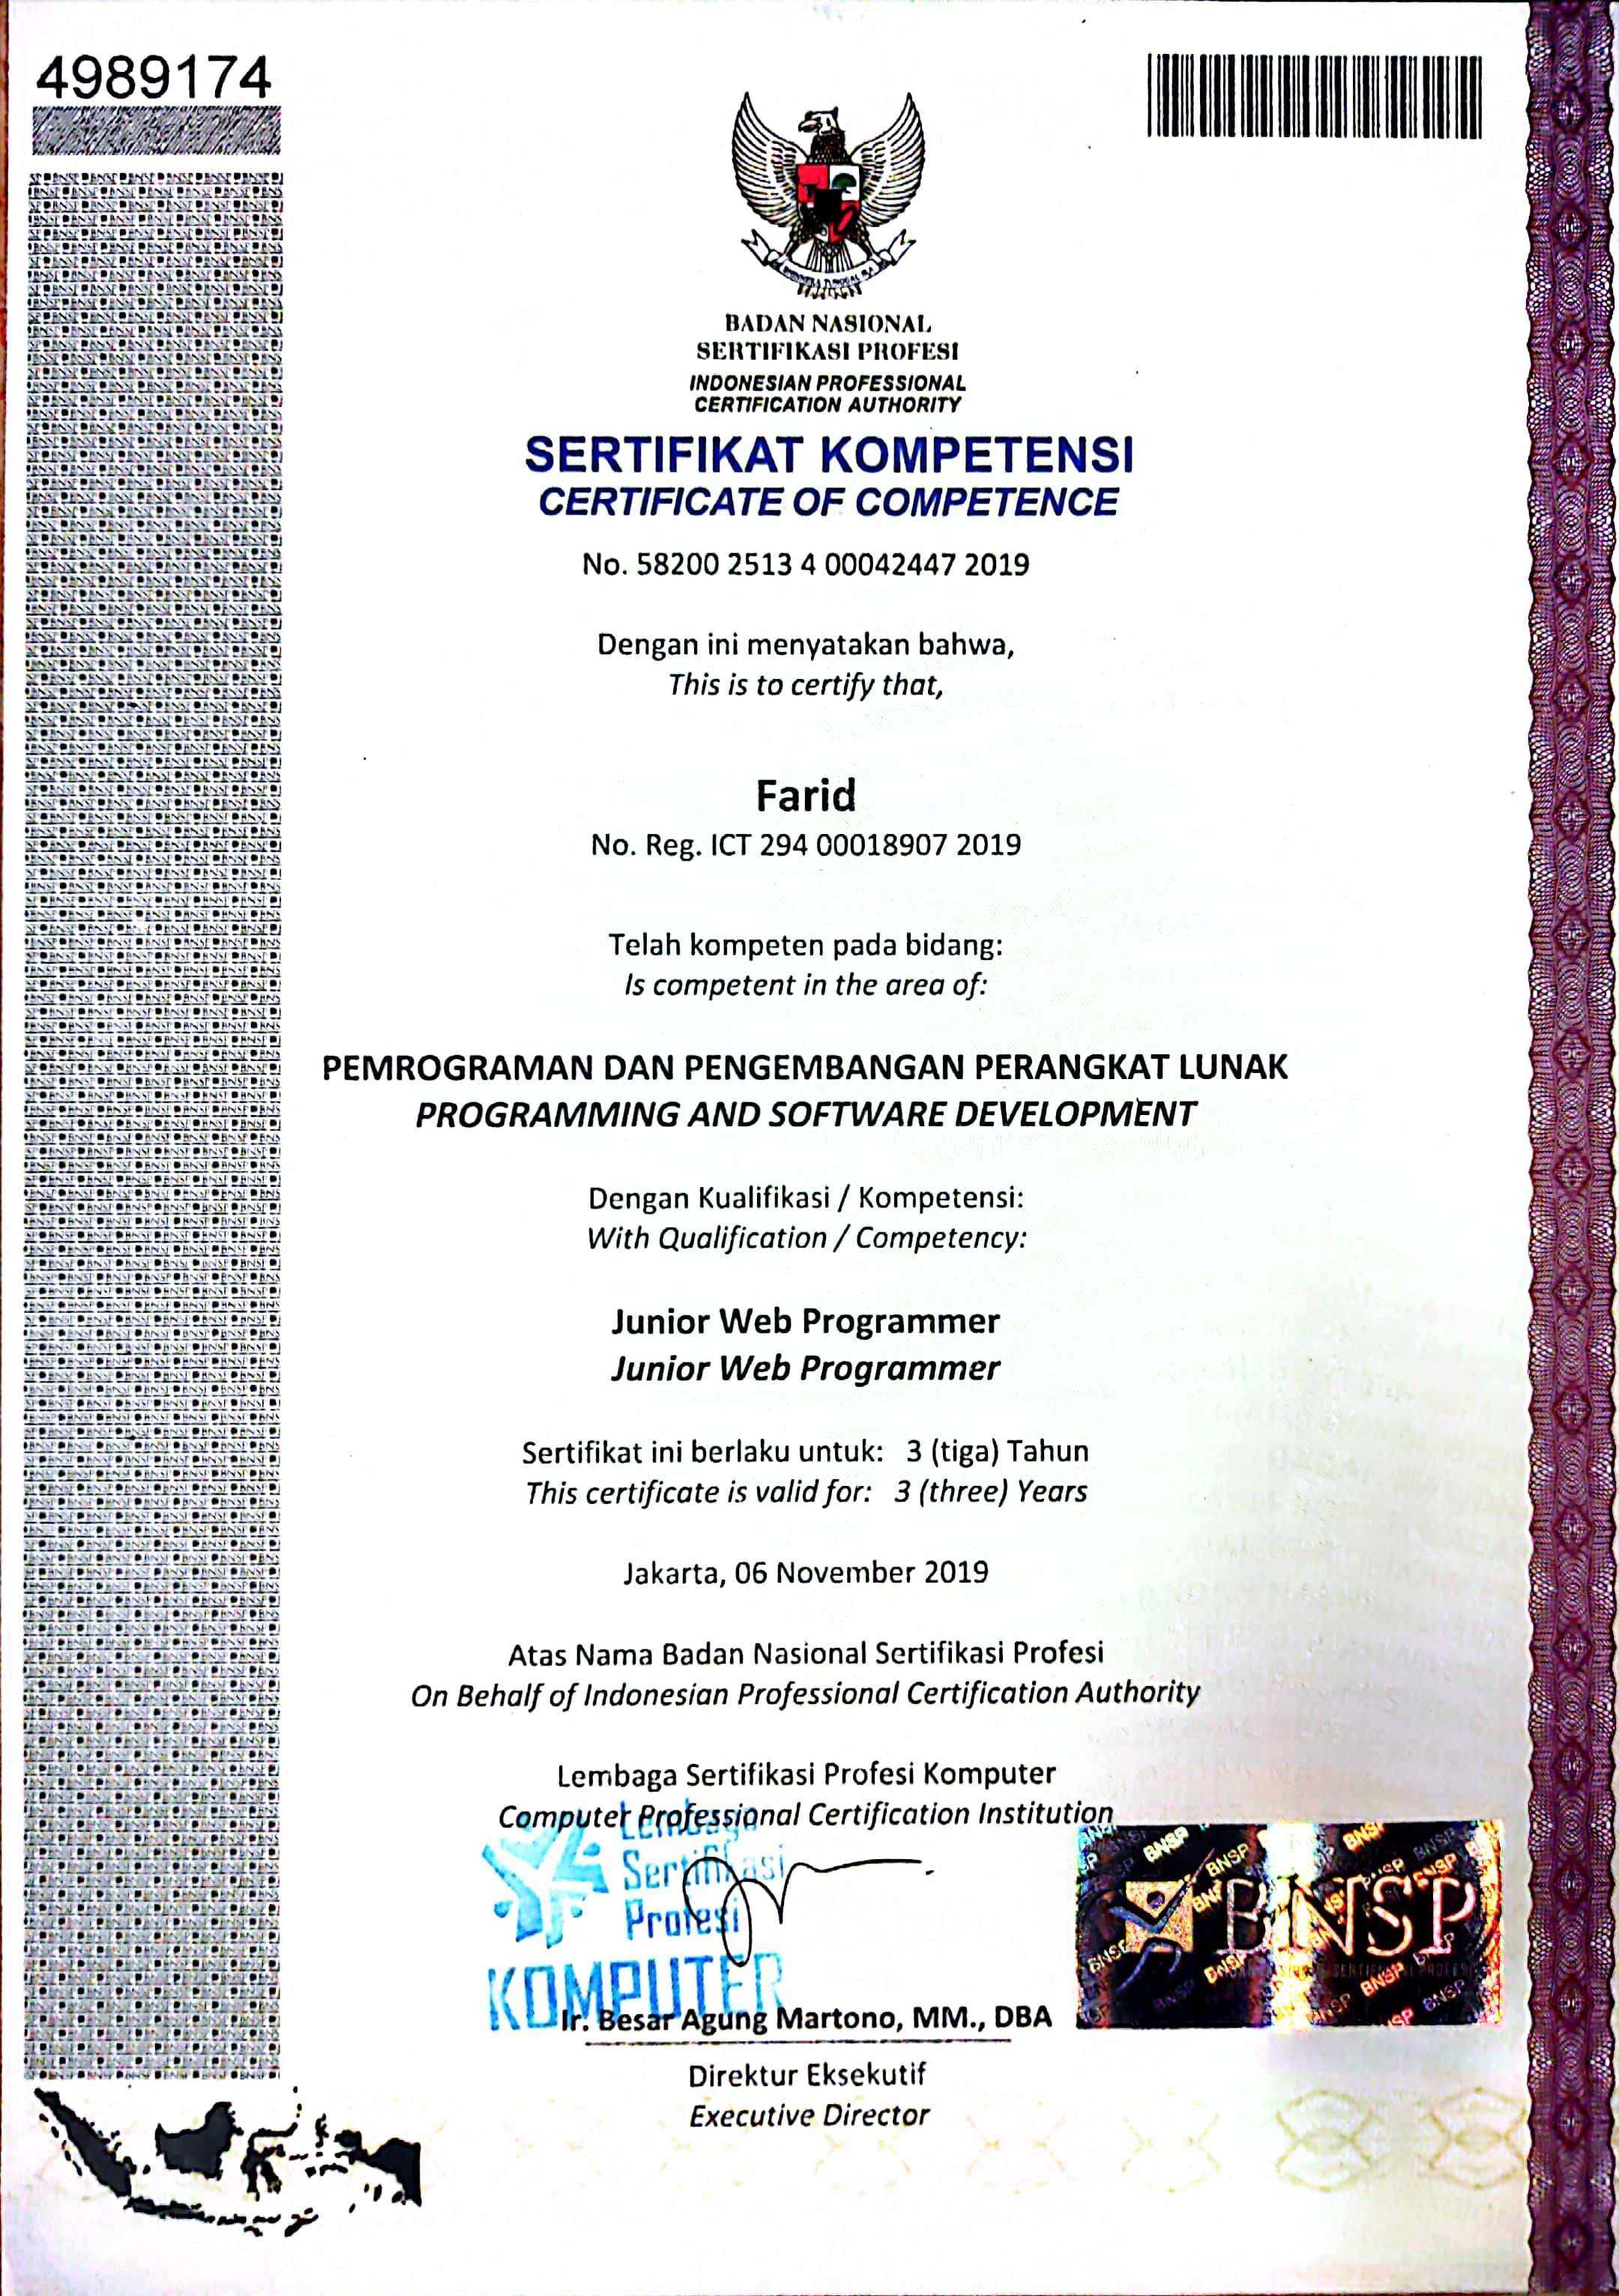 4989174
BADAN NASIONAL
SERTIFIKASI PROFESI
INDONESIAN PROFESSIONAL
CERTIFICATION AUTHORITY
SERTIFIKAT KOMPETENSI
CERTIFICATE OF COMPETENCE
No. 58200 2513 4 00042447 2019
Dengan ini menyatakan bahwa,
This is to certify that,
Farid
No. Reg. ICT 294 00018907 2019
Telah kompeten pada bidang:
Is competent in the area of:
PEMROGRAMAN DAN PENGEMBANGAN PERANGKAT LUNAK
PROGRAMMING AND SOFTWARE DEVELOPMENT
Dengan Kualifikasi / Kompetensi:
With Qualification / Competency:
Junior Web Programmer
Junior Web Programmer
Sertifikat ini berlaku untuk: 3 (tiga) Tahun
This certificate is valid for: 3 (three) Years
Jakarta, 06 November 2019
Atas Nama Badan Nasional Sertifikasi Profesi
On Behalf of Indonesian Professional Certification Authority
Lembaga Sertifikasi Profesi Komputer
Computer Professional Certification Institution
Lembaga
Sertifikasi
Profesi
KOMPUTER
BNSP
Ir. Besar Agung Martono, MM., DBA
Direktur Eksekutif
Executive Director